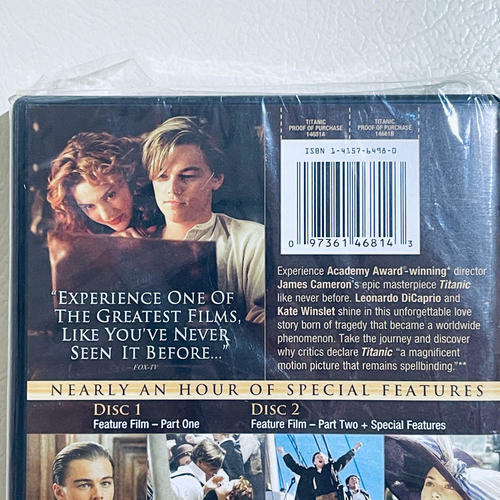 TITANIC
PROOF OF PURCHASE
14681A
TITANIC
PROOF OF PURCHASE
14681B
ISBN 1-4157-6498-0
0 97361 46814 3
Experience Academy Award®-winning* director
James Cameron's epic masterpiece Titanic
like never before. Leonardo DiCaprio and
Kate Winslet shine in this unforgettable love
story born of tragedy that became a worldwide
phenomenon. Take the journey and discover
why critics declare Titanic “a magnificent
motion picture that remains spellbinding.”**
“EXPERIENCE ONE OF
THE GREATEST FILMS,
LIKE YOU'VE NEVER
SEEN IT BEFORE...”
–FOX-TV
NEARLY AN HOUR OF SPECIAL FEATURES
DISC 1
Feature Film – Part One
DISC 2
Feature Film – Part Two + Special Features